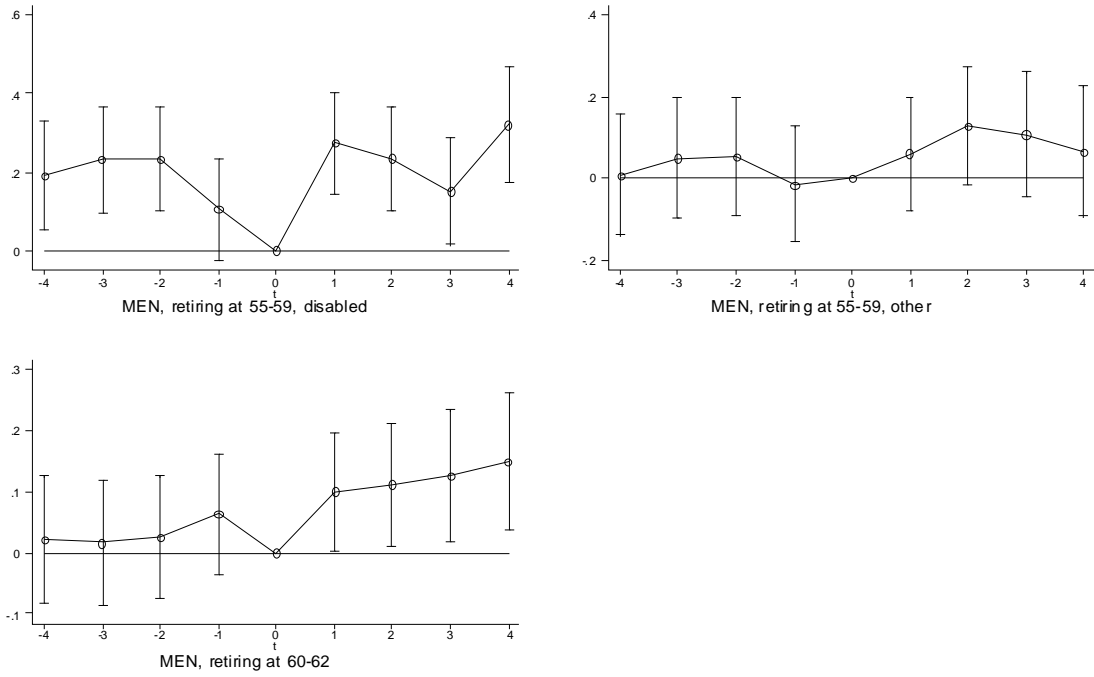 .6
.4
.2
0
-4 -3 -2 -1 0 1 2 3 4
t
MEN, retiring at 55-59, disabled
.4
.2
0
-.2
-4 -3 -2 -1 0 1 2 3 4
t
MEN, retiring at 55-59, other
.3
.2
.1
0
-.1
-4 -3 -2 -1 0 1 2 3 4
t
MEN, retiring at 60-62